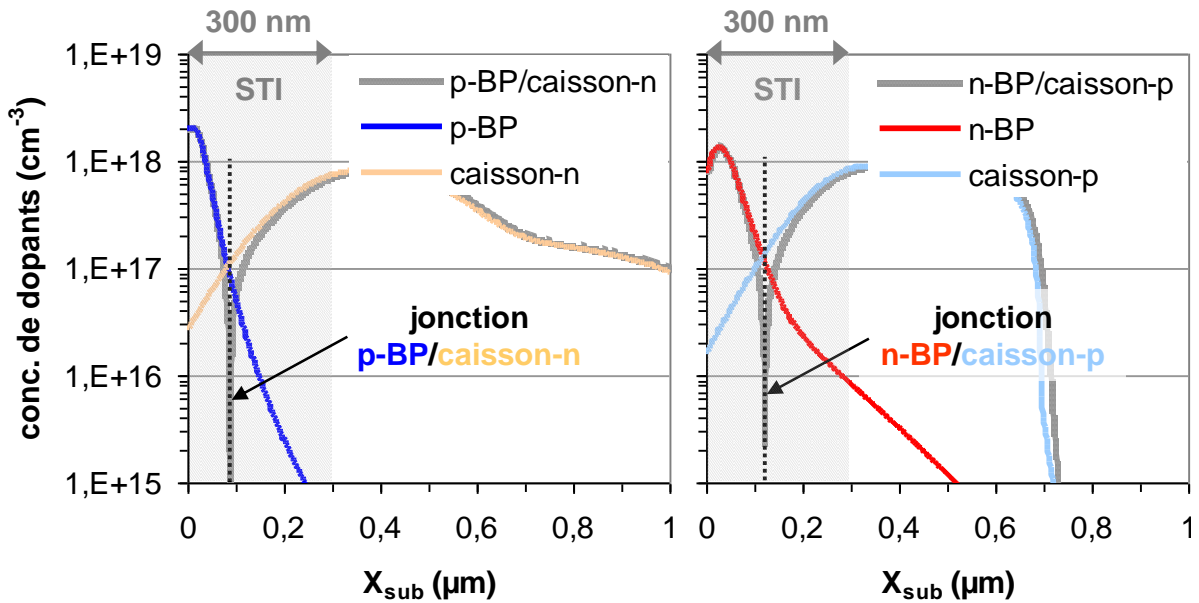 300 nm
300 nm
conc. de dopants (cm-3)
1,E+19
1,E+18
1,E+17
1,E+16
1,E+15
STI
p-BP/caisson-n
p-BP
caisson-n
jonction
p-BP/caisson-n
0 0,2 0,4 0,6 0,8 1
Xsub (µm)
STI
n-BP/caisson-p
n-BP
caisson-p
jonction
n-BP/caisson-p
0 0,2 0,4 0,6 0,8 1
Xsub (µm)